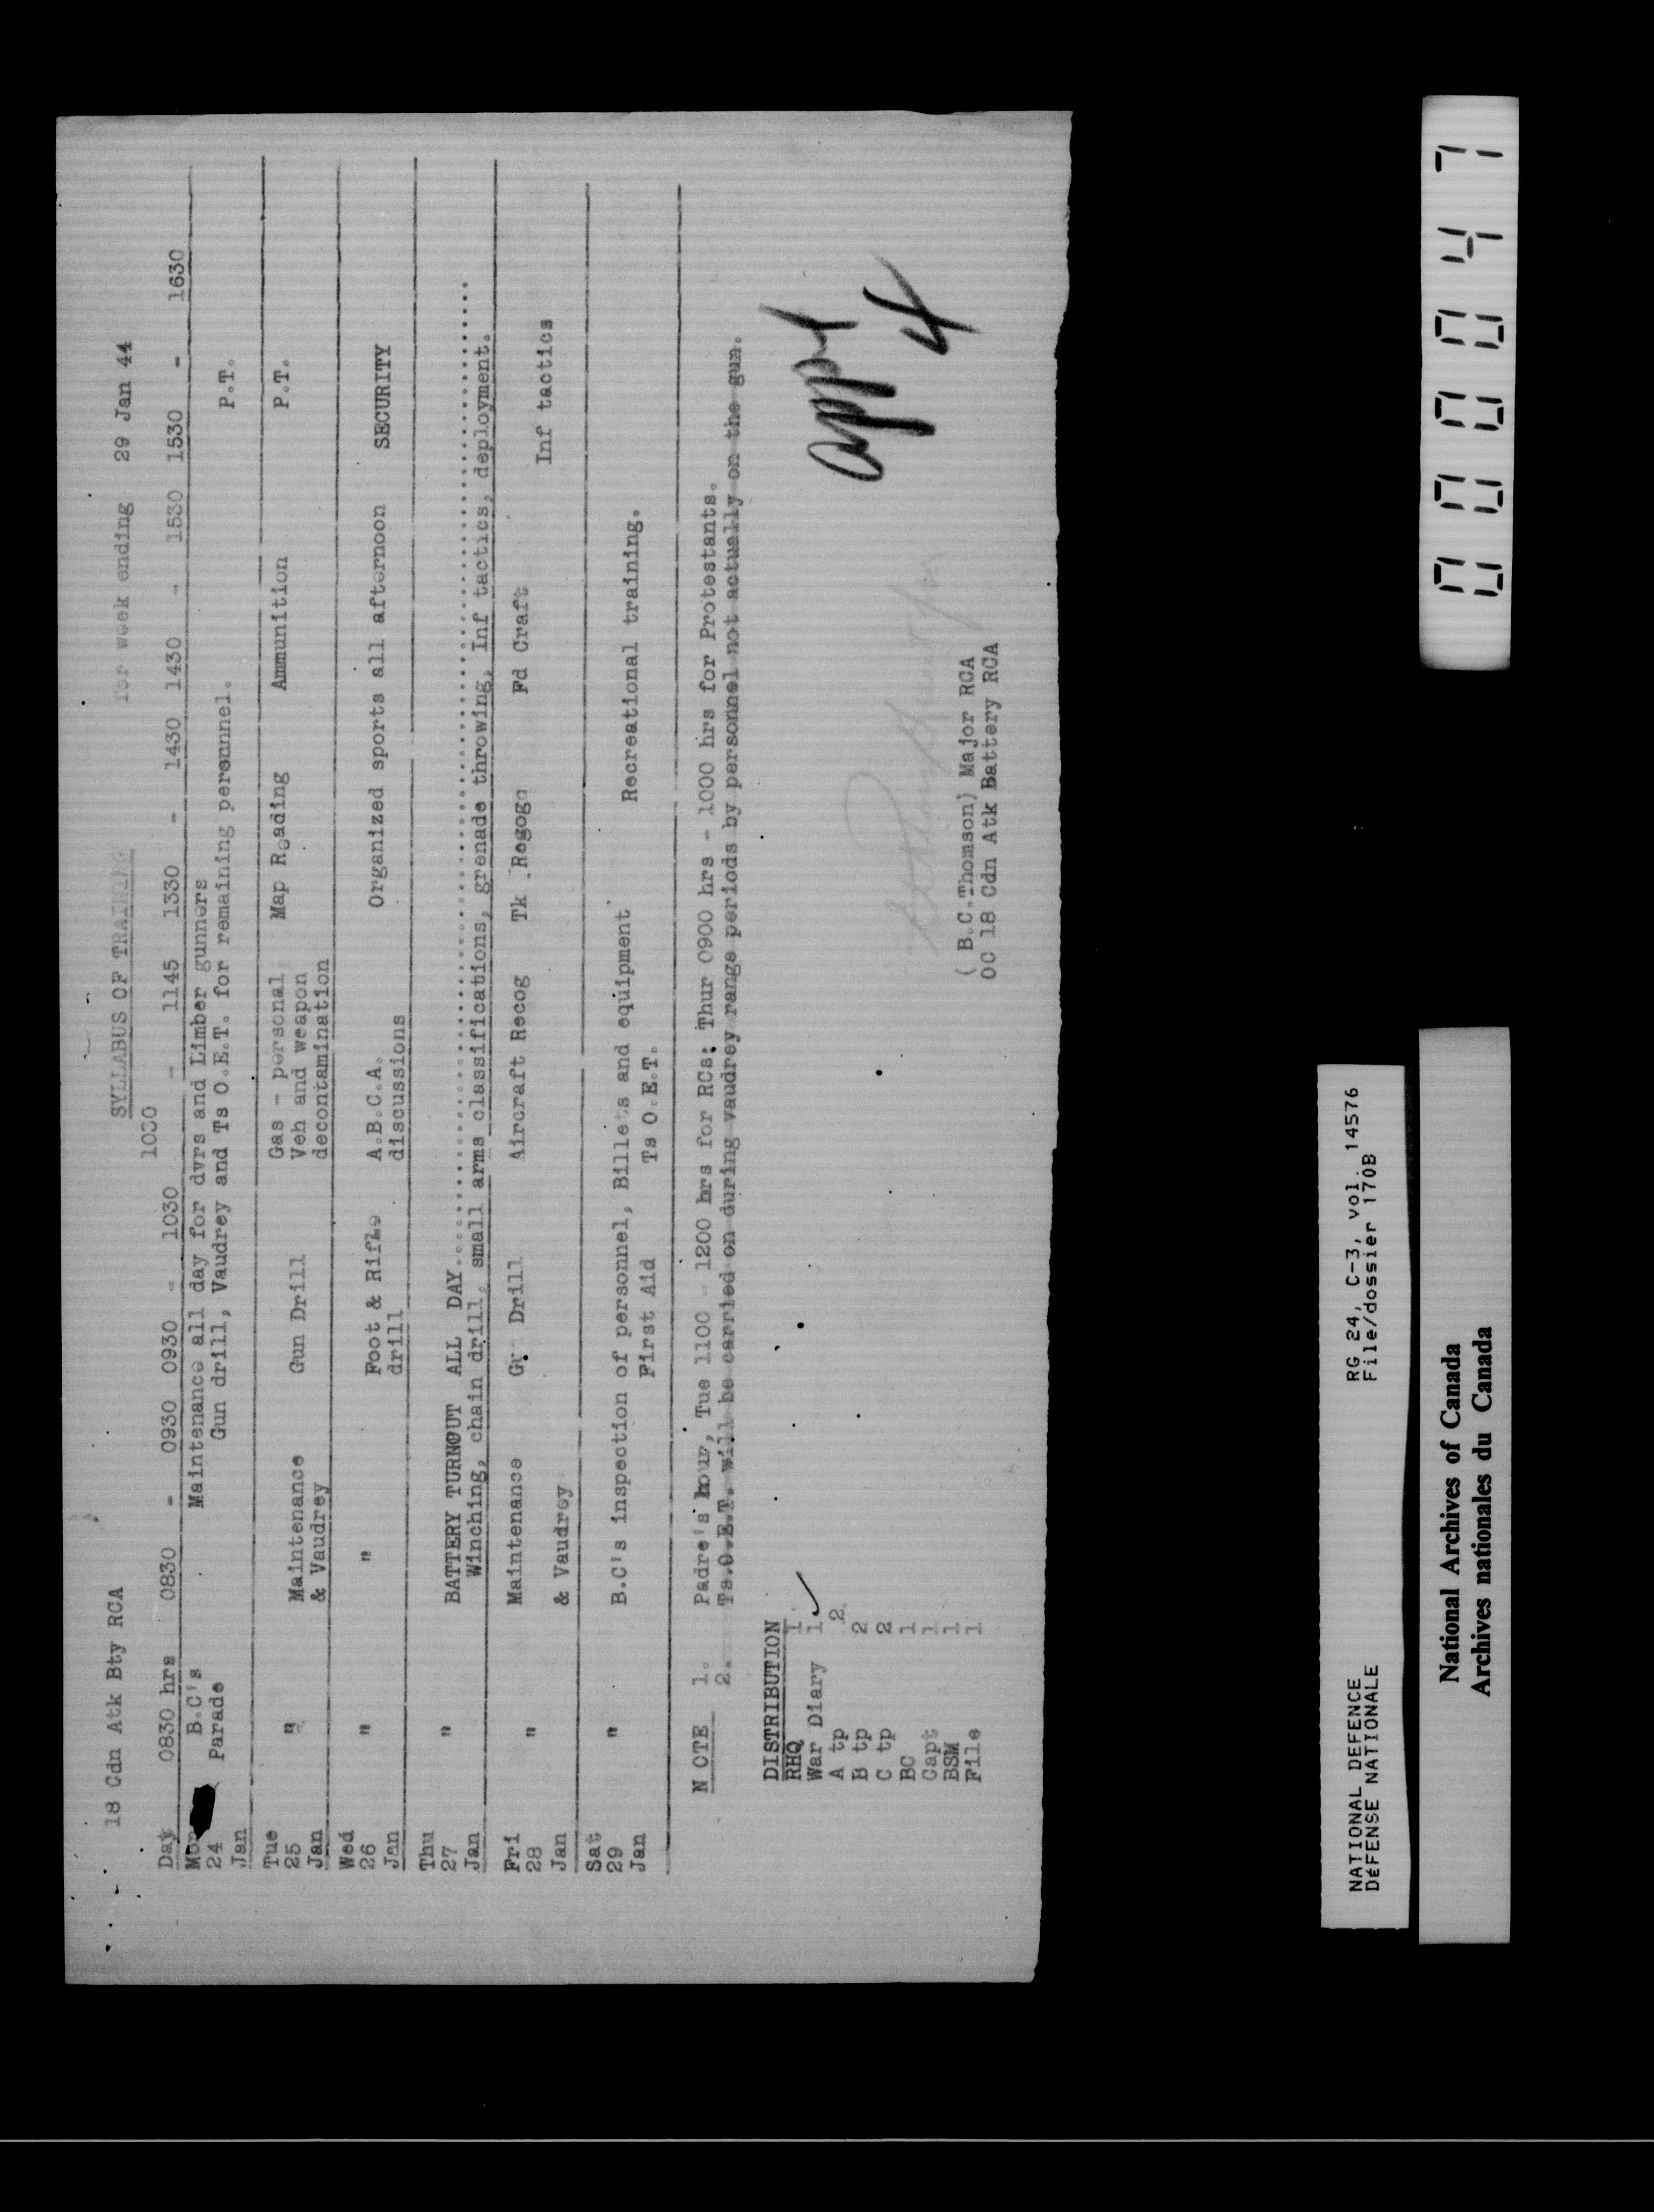 18 Cdn Atk Bty RCA SYLLABUS OF TRAINING for week ending 29 Jan 44
1030
Day 0830 hrs 0830 - 0930 0930 - 1030 - 1145 1330 - 1430 1430 - 1530 1530 - 1630
Mon B.C's Maintenance all day for dvrs and Limber gunners
24 Parade Gun drill, Vaudrey and Ts O.E.T. for remaining personnnel. P.T.
Jan
Tue " Maintenance Gun Drill Gas - personal Map Reading Ammunition P.T.
25 & Vaudrey Veh and weapon
Jan decontamination
Wed " " Foot & Rifle A.B.C.A. Organized sports all afternoon SECURITY
26 drill discussions
Jan
Thu " BATTERY TURNOUT ALL DAY
27 Winching, chain drill, small arms classifications, grenade throwing, Inf tactics, deployment.
Jan
Fri " Maintenance Drill Aircraft Recog Tk Fd Craft Inf tactics
28 & Vaudrey
Jan
Sat " B.C's inspection of personnel, Billets and equipment Recreational training.
29 First Aid Ts O.E.T.
Jan
N OTE 1. Padre's hour, Tue 1100 - 1200 hrs for RCs: Thur 0900 hrs - 1000 hrs for Protestants.
2. Ts.O.E.T. will be carried on during vaudrey range periods by personnel not actually on the gun.
DISTRIBUTION
RHQ 1
War Diary 1
A tp 2
B tp 2
C tp 2
BC 1
Capt 1
BSM 1
File 1
( B.C.Thomson) Major RCA
OC 18 Cdn Atk Battery RCA
appx
4
NATIONAL DEFENCE RG 24, C-3, vol. 14576
DéFENSE NATIONALE File/dossier 170B
National Archives of Canada
Archives nationales du Canada
000047